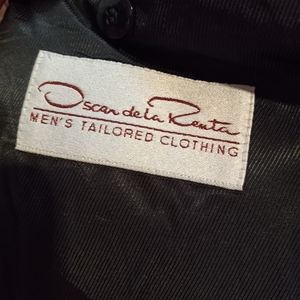 Oscar de la Renta
MEN'S TAILORED CLOTHING